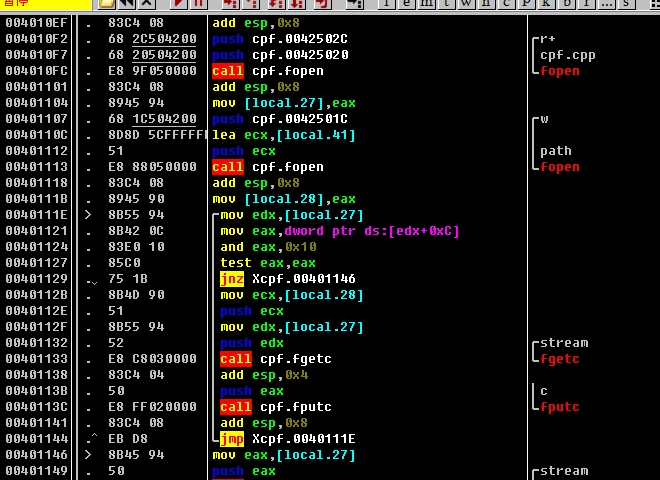 暂停 l e m t w h c P k b r ... s
004010EF . 83C4 08 add esp,0x8
004010F2 . 68 2C504200 push cpf.0042502C r+
004010F7 . 68 20504200 push cpf.00425020 cpf.cpp
004010FC . E8 9F050000 call cpf.fopen fopen
00401101 . 83C4 08 add esp,0x8
00401104 . 8945 94 mov [local.27],eax
00401107 . 68 1C504200 push cpf.0042501C w
0040110C . 8D8D 5CFFFFFF lea ecx,[local.41]
00401112 . 51 push ecx path
00401113 . E8 88050000 call cpf.fopen fopen
00401118 . 83C4 08 add esp,0x8
0040111B . 8945 90 mov [local.28],eax
0040111E > 8B55 94 mov edx,[local.27]
00401121 . 8B42 0C mov eax,dword ptr ds:[edx+0xC]
00401124 . 83E0 10 and eax,0x10
00401127 . 85C0 test eax,eax
00401129 . 75 1B jnz Xcpf.00401146
0040112B . 8B4D 90 mov ecx,[local.28]
0040112E . 51 push ecx
0040112F . 8B55 94 mov edx,[local.27]
00401132 . 52 push edx stream
00401133 . E8 C8030000 call cpf.fgetc fgetc
00401138 . 83C4 04 add esp,0x4
0040113B . 50 push eax c
0040113C . E8 FF020000 call cpf.fputc fputc
00401141 . 83C4 08 add esp,0x8
00401144 .^ EB D8 jmp Xcpf.0040111E
00401146 > 8B45 94 mov eax,[local.27]
00401149 . 50 push eax stream